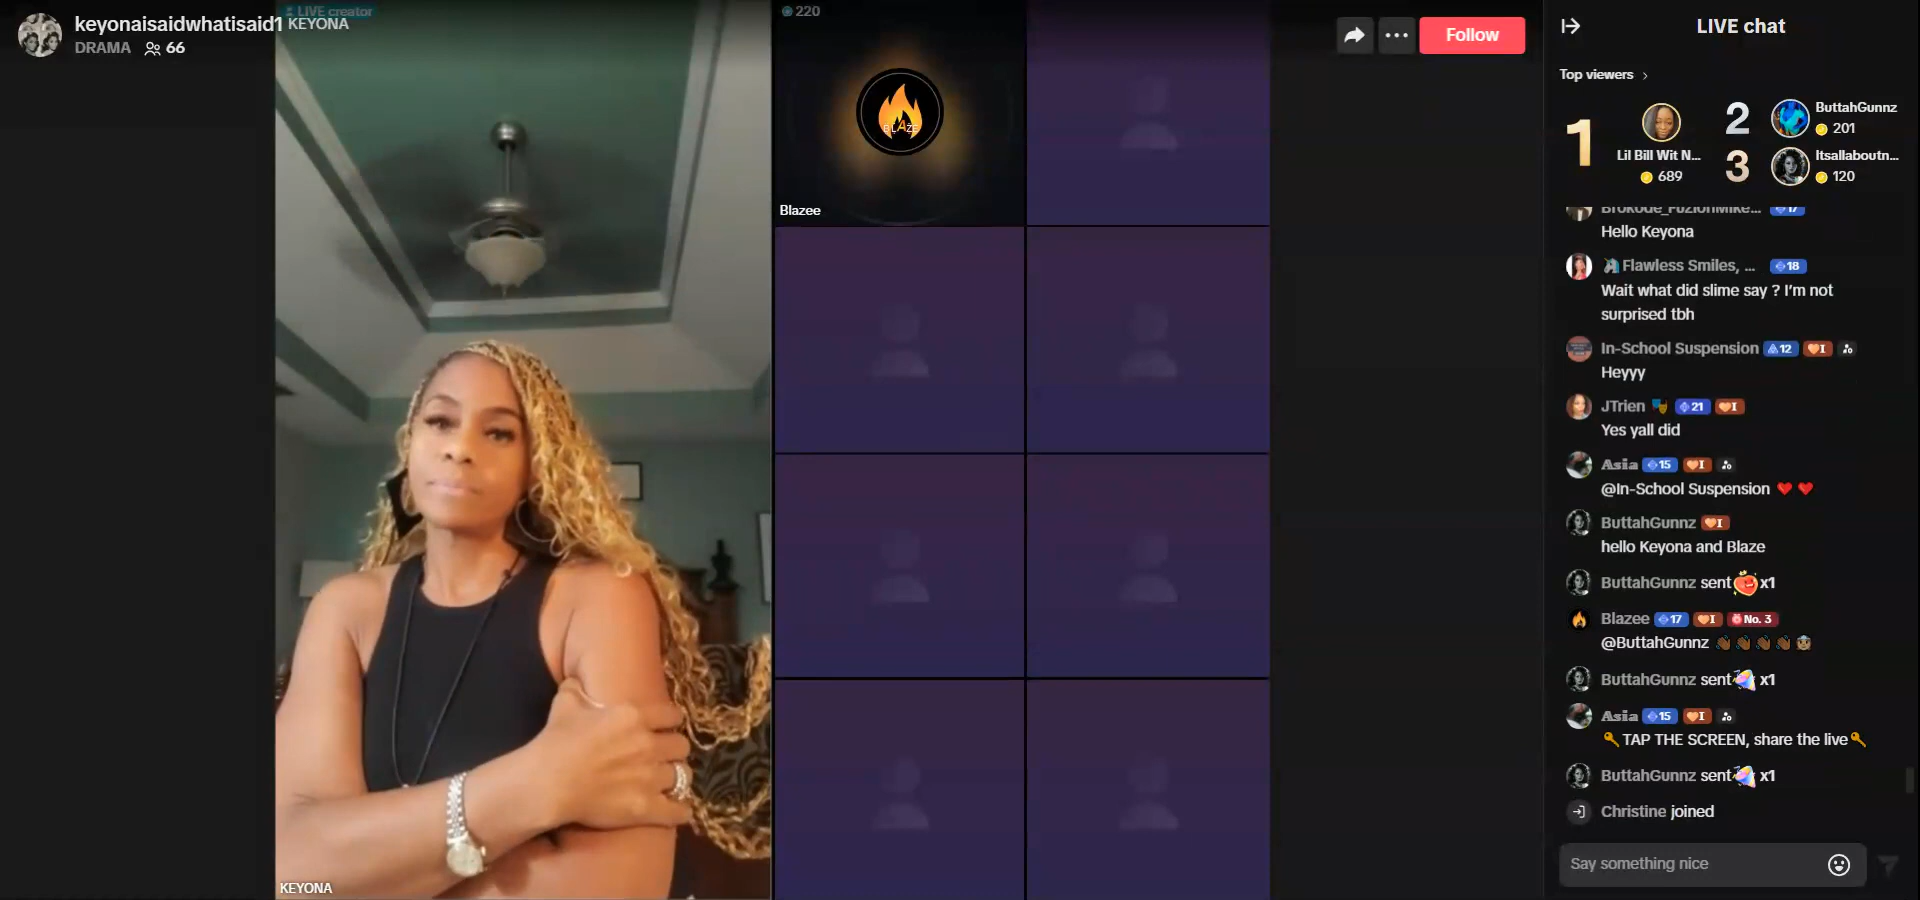 keyonaisaidwhatisaid1
DRAMA 66
LIVE creator
KEYONA
220
BLAZE
Blazee
KEYONA
Follow
LIVE chat
Top viewers
1
Lil Bill Wit N...
689
2
ButtahGunnz
201
3
Itsallaboutn...
120
Brokode_FuzionMike... 17
Hello Keyona
Flawless Smiles, ... 18
Wait what did slime say ? I'm not
surprised tbh
In-School Suspension 12 I
Heyyy
JTrien 21 I
Yes yall did
Asia 15 I
@In-School Suspension ❤️ ❤️
ButtahGunnz I
hello Keyona and Blaze
ButtahGunnz sent x1
Blazee 17 I No. 3
@ButtahGunnz
ButtahGunnz sent x1
Asia 15 I
🔑TAP THE SCREEN, share the live🔑
ButtahGunnz sent x1
Christine joined
Say something nice